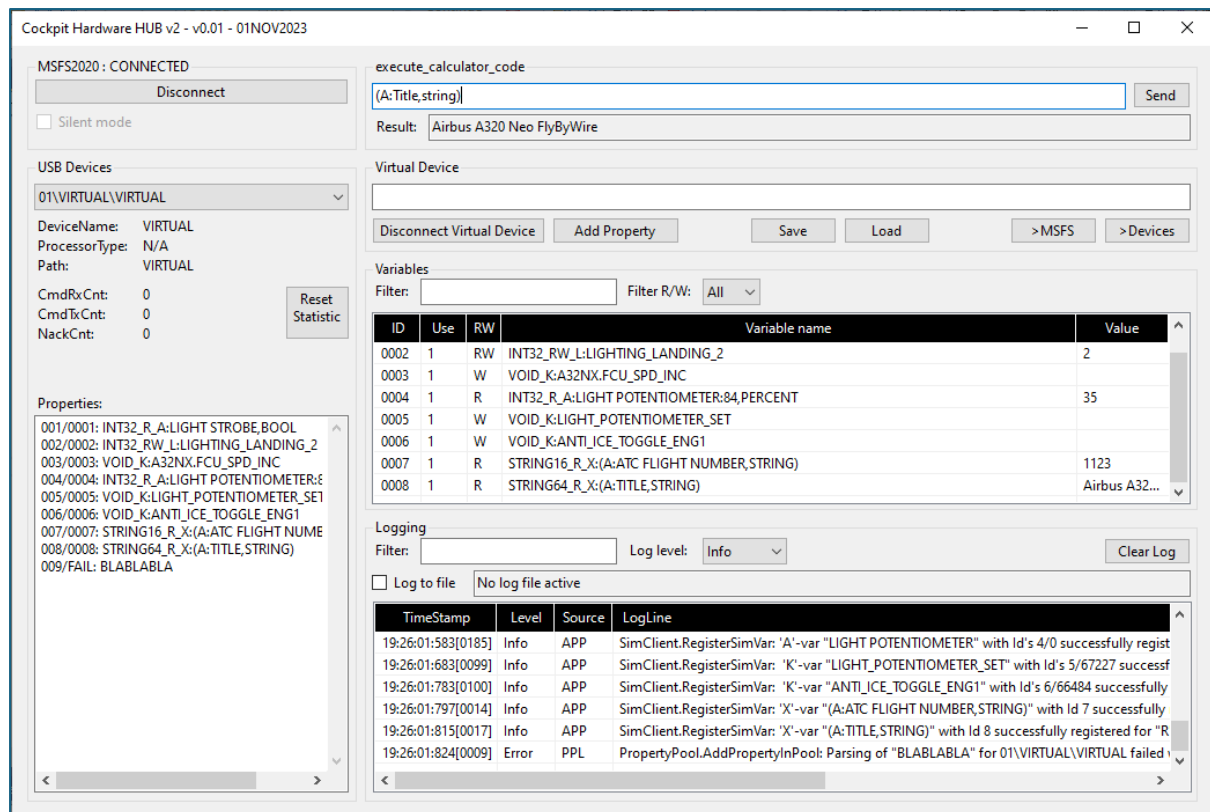 Cockpit Hardware HUB v2 - v0.01 - 01NOV2023
MSFS2020 : CONNECTED
Disconnect
Silent mode
execute_calculator_code
(A:Title,string)
Send
Result: Airbus A320 Neo FlyByWire
USB Devices
01\VIRTUAL\VIRTUAL
DeviceName: VIRTUAL
ProcessorType: N/A
Path: VIRTUAL
CmdRxCnt: 0
CmdTxCnt: 0
NackCnt: 0
Reset
Statistic
Properties:
001/0001: INT32_R_A:LIGHT STROBE,BOOL
002/0002: INT32_RW_L:LIGHTING_LANDING_2
003/0003: VOID_K:A32NX.FCU_SPD_INC
004/0004: INT32_R_A:LIGHT POTENTIOMETER:8
005/0005: VOID_K:LIGHT_POTENTIOMETER_SET
006/0006: VOID_K:ANTI_ICE_TOGGLE_ENG1
007/0007: STRING16_R_X:(A:ATC FLIGHT NUME
008/0008: STRING64_R_X:(A:TITLE,STRING)
009/FAIL: BLABLABLA
Virtual Device
Disconnect Virtual Device Add Property Save Load >MSFS >Devices
Variables
Filter: Filter R/W: All
ID Use RW Variable name Value
0002 1 RW INT32_RW_L:LIGHTING_LANDING_2 2
0003 1 W VOID_K:A32NX.FCU_SPD_INC
0004 1 R INT32_R_A:LIGHT POTENTIOMETER:84,PERCENT 35
0005 1 W VOID_K:LIGHT_POTENTIOMETER_SET
0006 1 W VOID_K:ANTI_ICE_TOGGLE_ENG1
0007 1 R STRING16_R_X:(A:ATC FLIGHT NUMBER,STRING) 1123
0008 1 R STRING64_R_X:(A:TITLE,STRING) Airbus A32...
Logging
Filter: Log level: Info Clear Log
Log to file No log file active
TimeStamp Level Source LogLine
19:26:01:583[0185] Info APP SimClient.RegisterSimVar: 'A'-var "LIGHT POTENTIOMETER" with Id's 4/0 successfully regist
19:26:01:683[0099] Info APP SimClient.RegisterSimVar: 'K'-var "LIGHT_POTENTIOMETER_SET" with Id's 5/67227 successf
19:26:01:783[0100] Info APP SimClient.RegisterSimVar: 'K'-var "ANTI_ICE_TOGGLE_ENG1" with Id's 6/66484 successfully
19:26:01:797[0014] Info APP SimClient.RegisterSimVar: 'X'-var "(A:ATC FLIGHT NUMBER,STRING)" with Id 7 successfully
19:26:01:815[0017] Info APP SimClient.RegisterSimVar: 'X'-var "(A:TITLE,STRING)" with Id 8 successfully registered for "R
19:26:01:824[0009] Error PPL PropertyPool.AddPropertyInPool: Parsing of "BLABLABLA" for 01\VIRTUAL\VIRTUAL failed